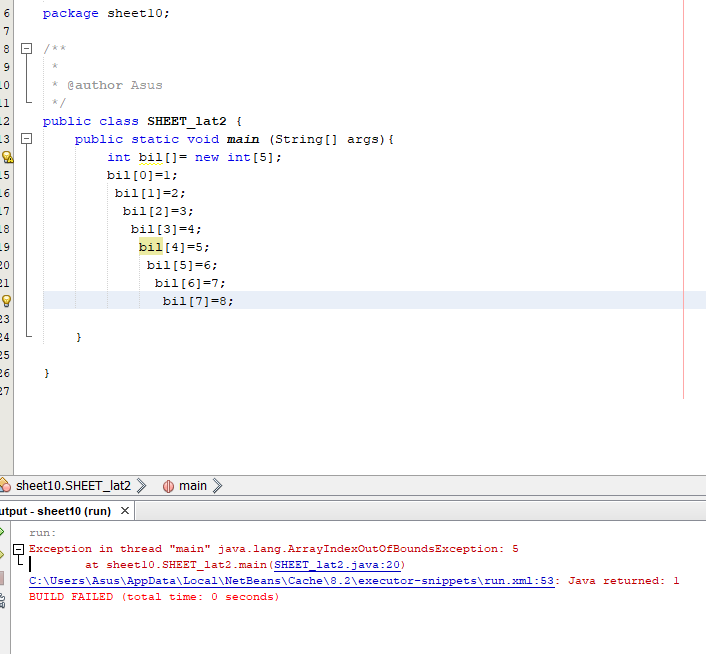 6 package sheet10;
7
8 /**
9 *
10 * @author Asus
11 */
12 public class SHEET_lat2 {
13 public static void main (String[] args){
int bil[]= new int[5];
15 bil[0]=1;
16 bil[1]=2;
17 bil[2]=3;
18 bil[3]=4;
19 bil[4]=5;
20 bil[5]=6;
21 bil[6]=7;
bil[7]=8;
23
24 }
25
26 }
27
sheet10.SHEET_lat2 main
utput - sheet10 (run) ×
run:
Exception in thread "main" java.lang.ArrayIndexOutOfBoundsException: 5
at sheet10.SHEET_lat2.main(SHEET_lat2.java:20)
C:\Users\Asus\AppData\Local\NetBeans\Cache\8.2\executor-snippets\run.xml:53: Java returned: 1
BUILD FAILED (total time: 0 seconds)